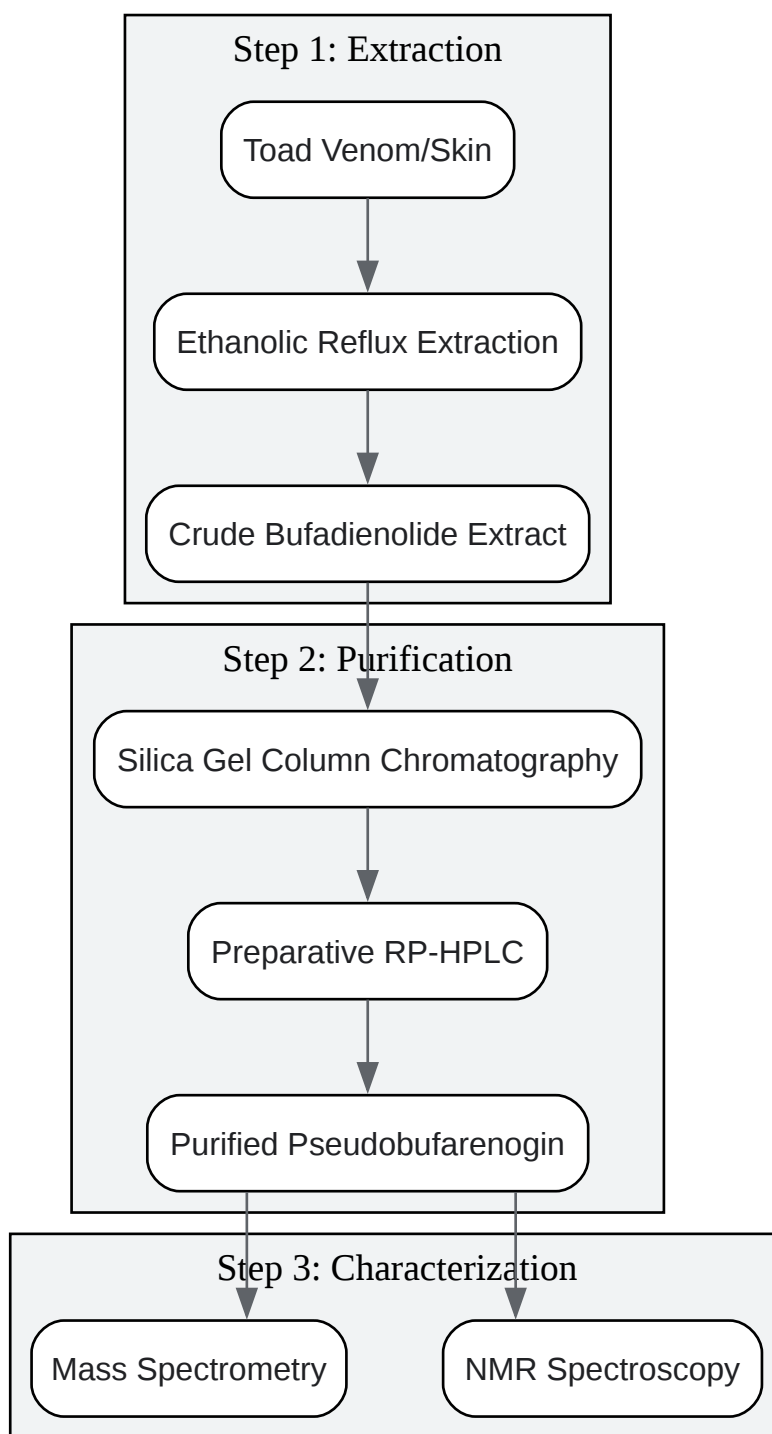 Step 1: Extraction
Toad Venom/Skin
Ethanolic Reflux Extraction
Crude Bufadienolide Extract
Step 2: Purification
Silica Gel Column Chromatography
Preparative RP-HPLC
Purified Pseudobufarenogin
Step 3: Characterization
Mass Spectrometry
NMR Spectroscopy